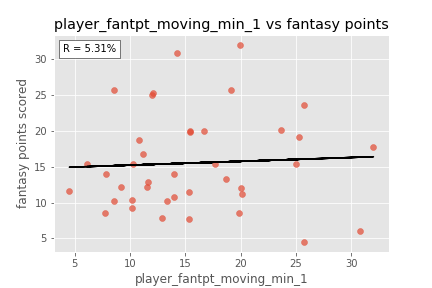 player_fantpt_moving_min_1 vs fantasy points
R = 5.31%
30
25
20
15
10
5
fantasy points scored
5 10 15 20 25 30
player_fantpt_moving_min_1